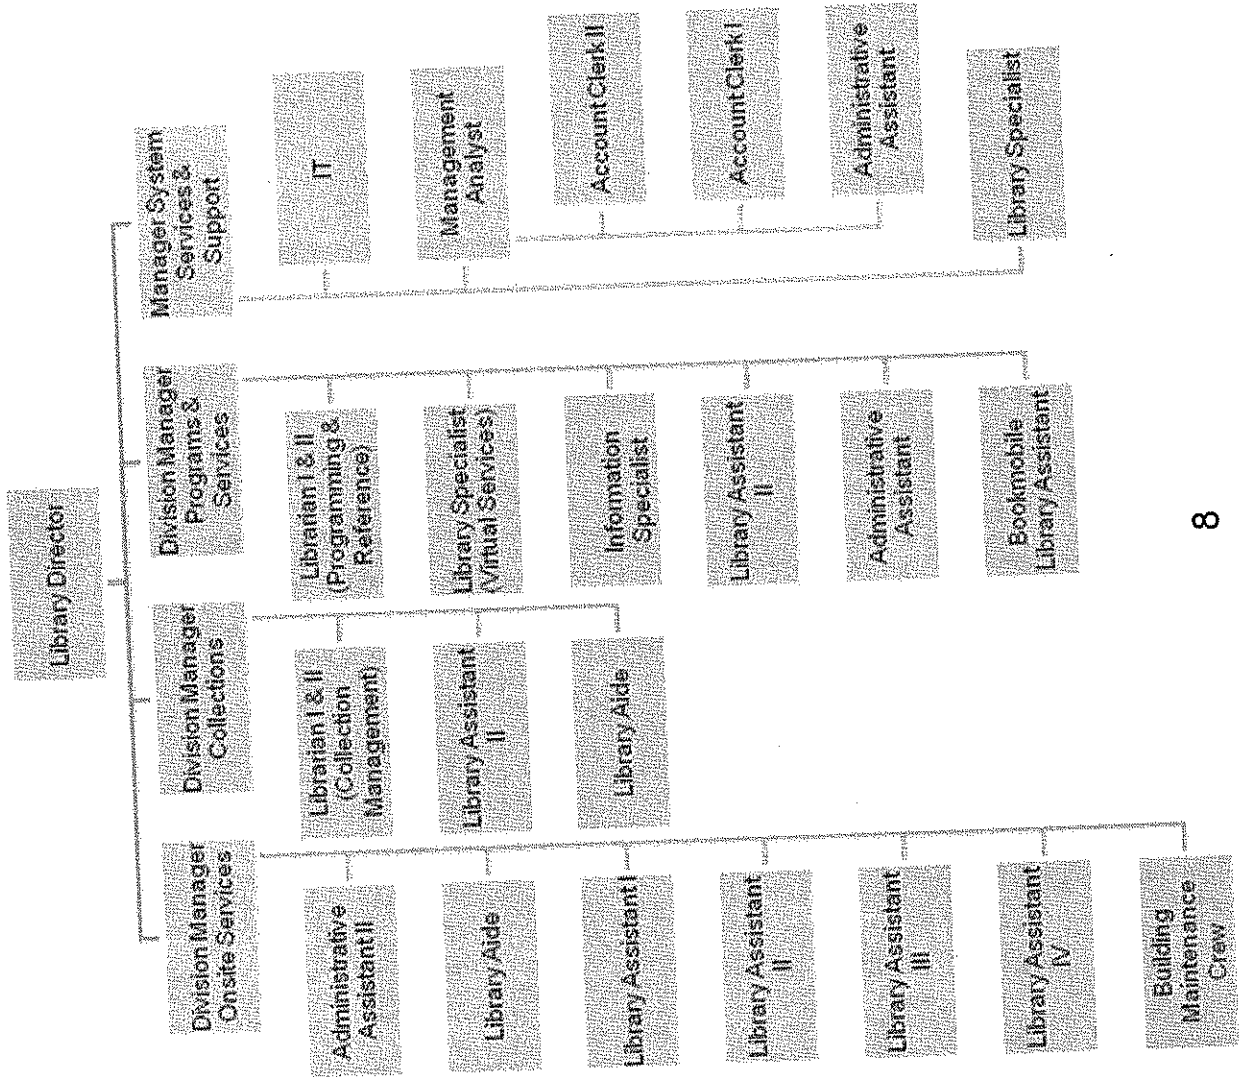 Library Director
Division Manager
Onsite Services
Administrative
Assistant II
Library Aide
Library Assistant I
Library Assistant
II
Library Assistant
III
Library Assistant
IV
Building
Maintenance
Crew
Division Manager
Collections
Librarian I & II
(Collection
Management)
Library Assistant
II
Library Aide
Division Manager
Programs &
Services
Librarian I & II
(Programming &
Reference)
Library Specialist
(Virtual Services)
Information
Specialist
Library Assistant
II
Administrative
Assistant
Bookmobile
Library Assistant
Manager System
Services &
Support
IT
Management
Analyst
Account Clerk II
Account Clerk I
Administrative
Assistant
Library Specialist
8